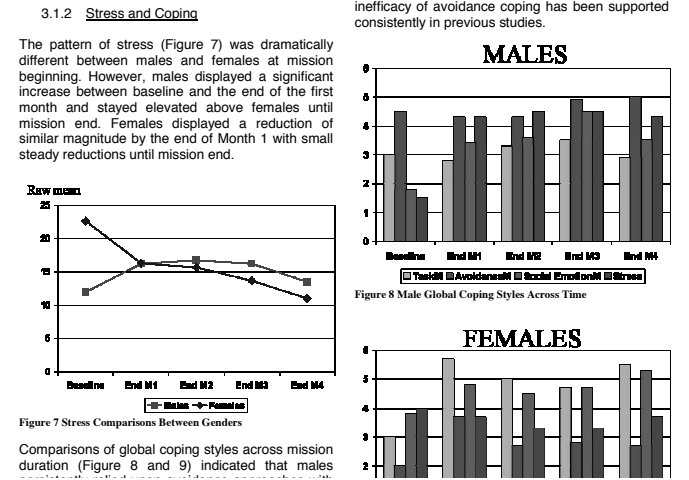 3.1.2 Stress and Coping
The pattern of stress (Figure 7) was dramatically
different between males and females at mission
beginning. However, males displayed a significant
increase between baseline and the end of the first
month and stayed elevated above females until
mission end. Females displayed a reduction of
similar magnitude by the end of Month 1 with small
steady reductions until mission end.
Raw mean
25
20
15
10
5
0
Baseline End M1 End M2 End M3 End M4
Males Females
Figure 7 Stress Comparisons Between Genders
Comparisons of global coping styles across mission
duration (Figure 8 and 9) indicated that males
persistently relied upon avoidance approaches with
inefficacy of avoidance coping has been supported
consistently in previous studies.
MALES
6
5
4
3
2
1
0
Baseline End M1 End M2 End M3 End M4
TaskM AvoidanceM Social EmotionM Stress
Figure 8 Male Global Coping Styles Across Time
FEMALES
6
5
4
3
2